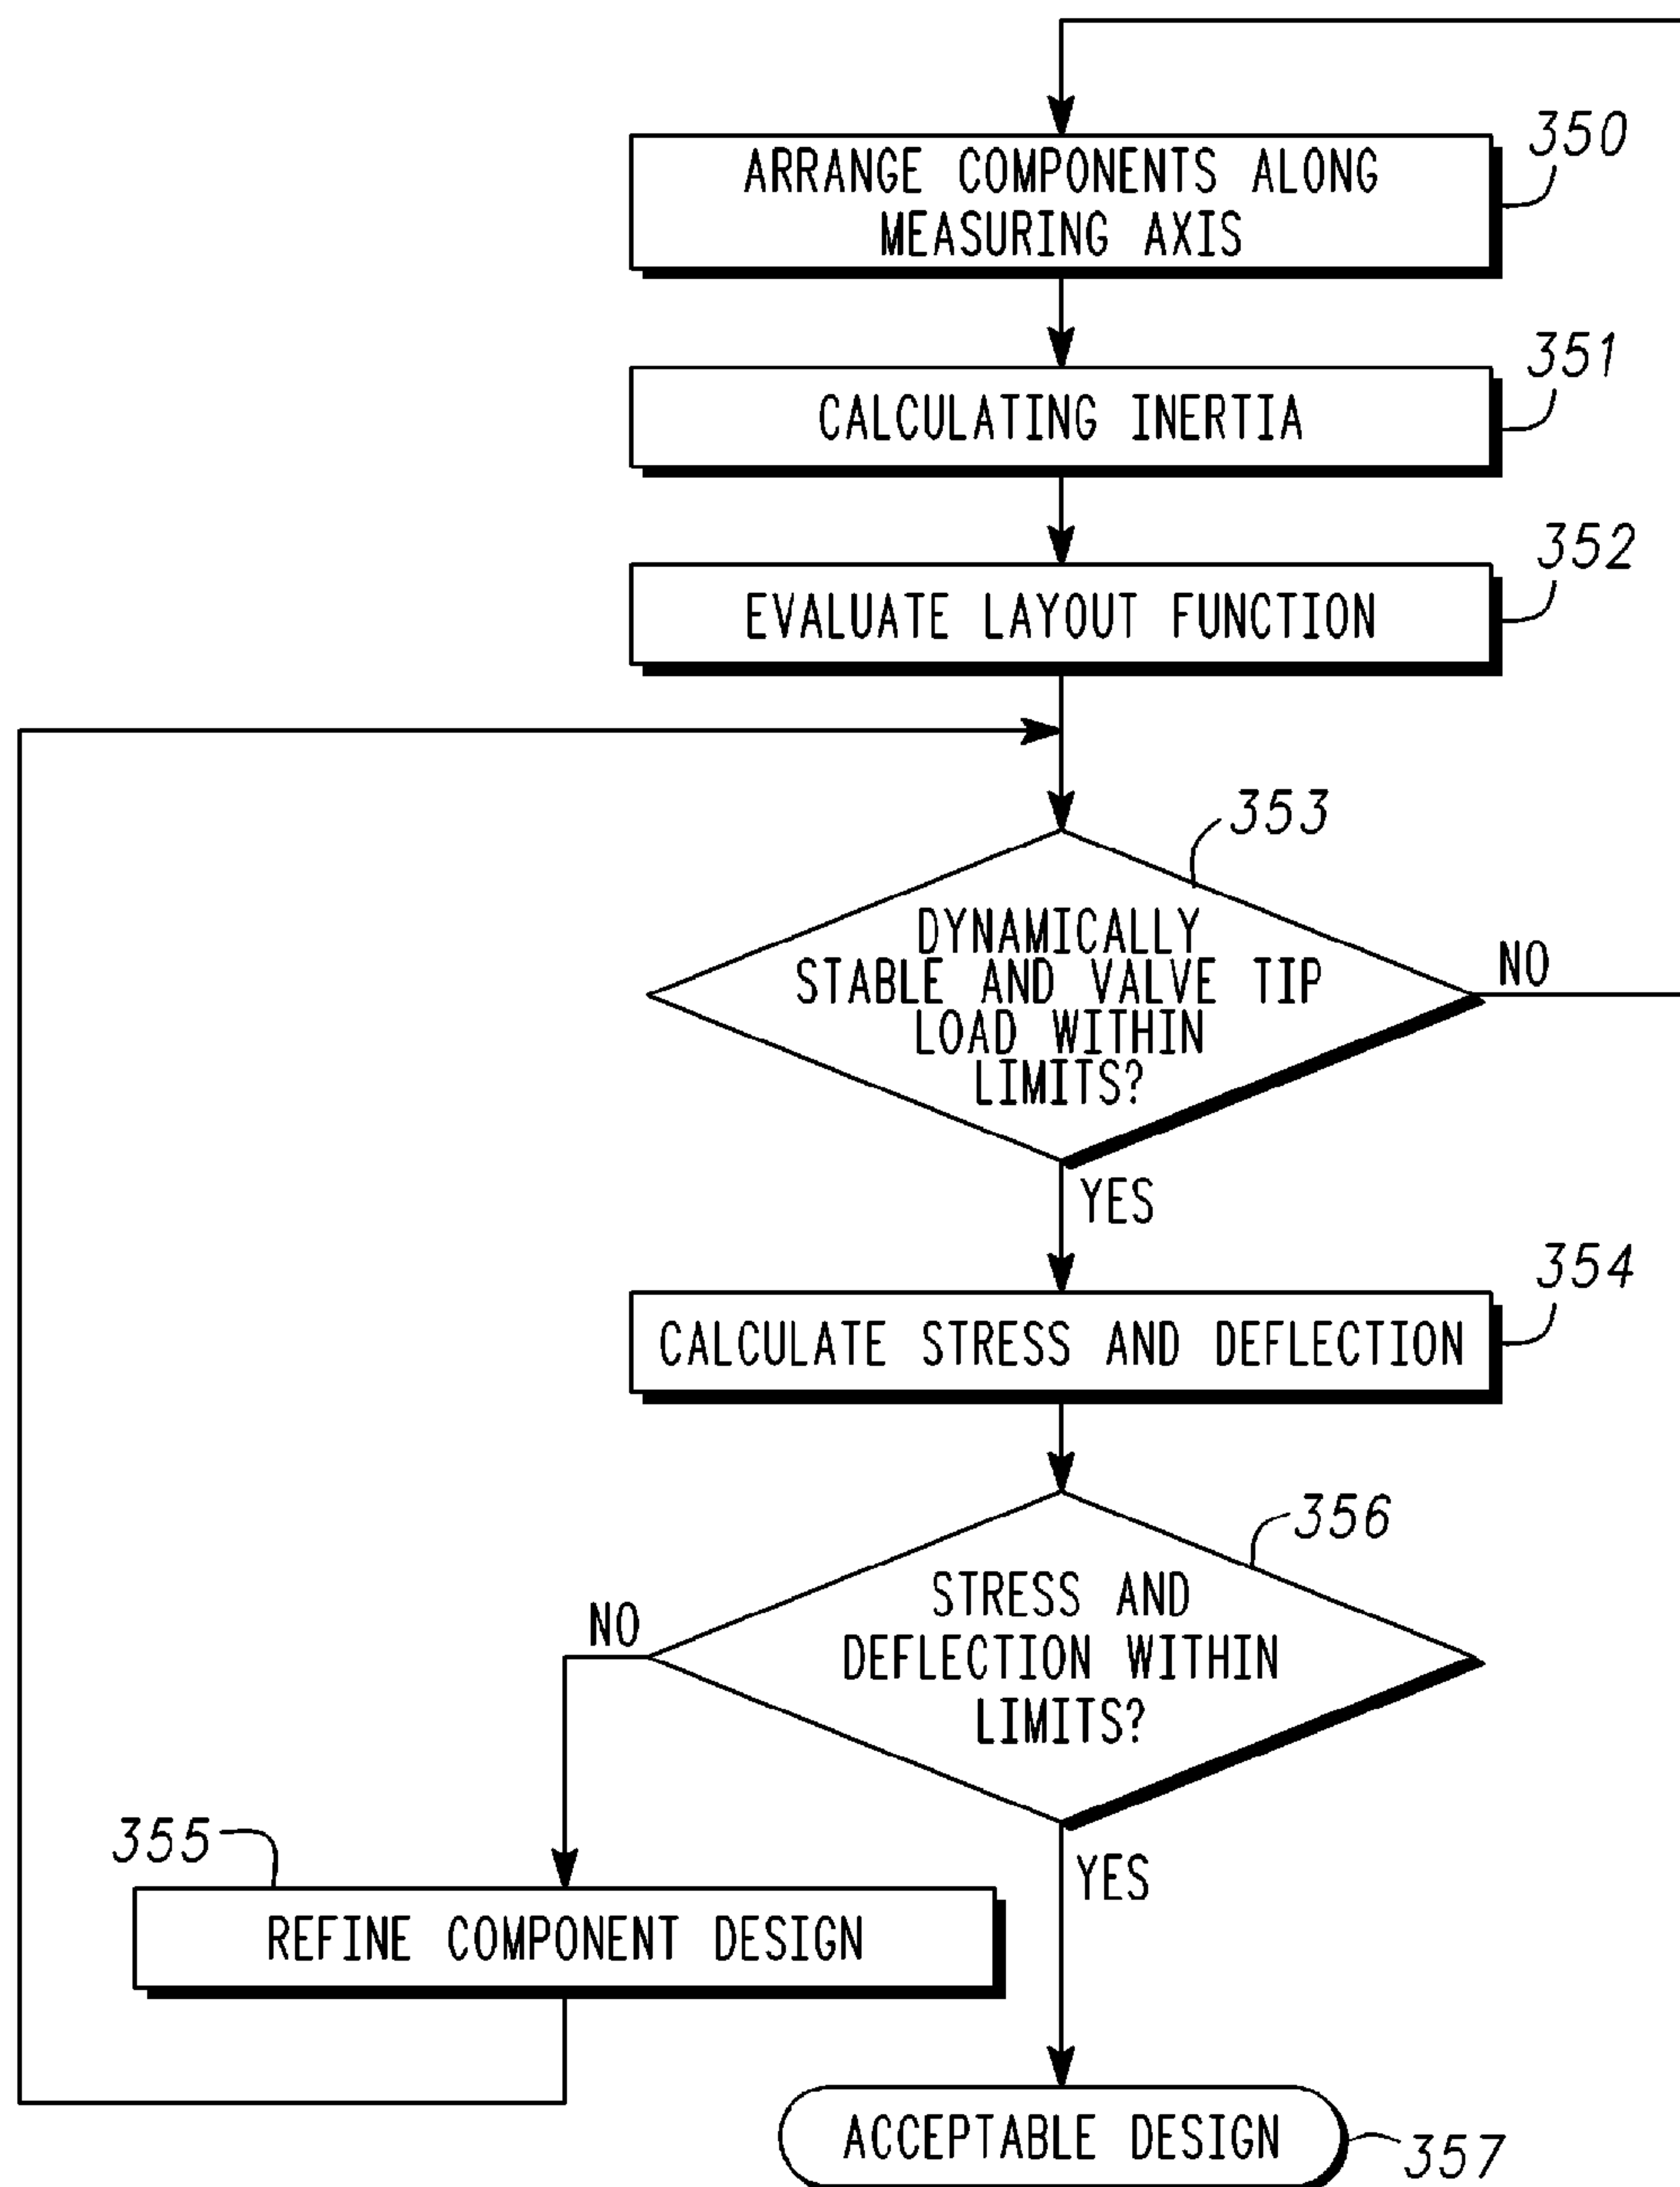 350
ARRANGE COMPONENTS ALONG
MEASURING AXIS
351
CALCULATING INERTIA
352
EVALUATE LAYOUT FUNCTION
353
DYNAMICALLY
STABLE AND VALVE TIP
LOAD WITHIN
LIMITS?
NO
YES
354
CALCULATE STRESS AND DEFLECTION
356
STRESS AND
DEFLECTION WITHIN
LIMITS?
NO
YES
355
REFINE COMPONENT DESIGN
ACCEPTABLE DESIGN
357